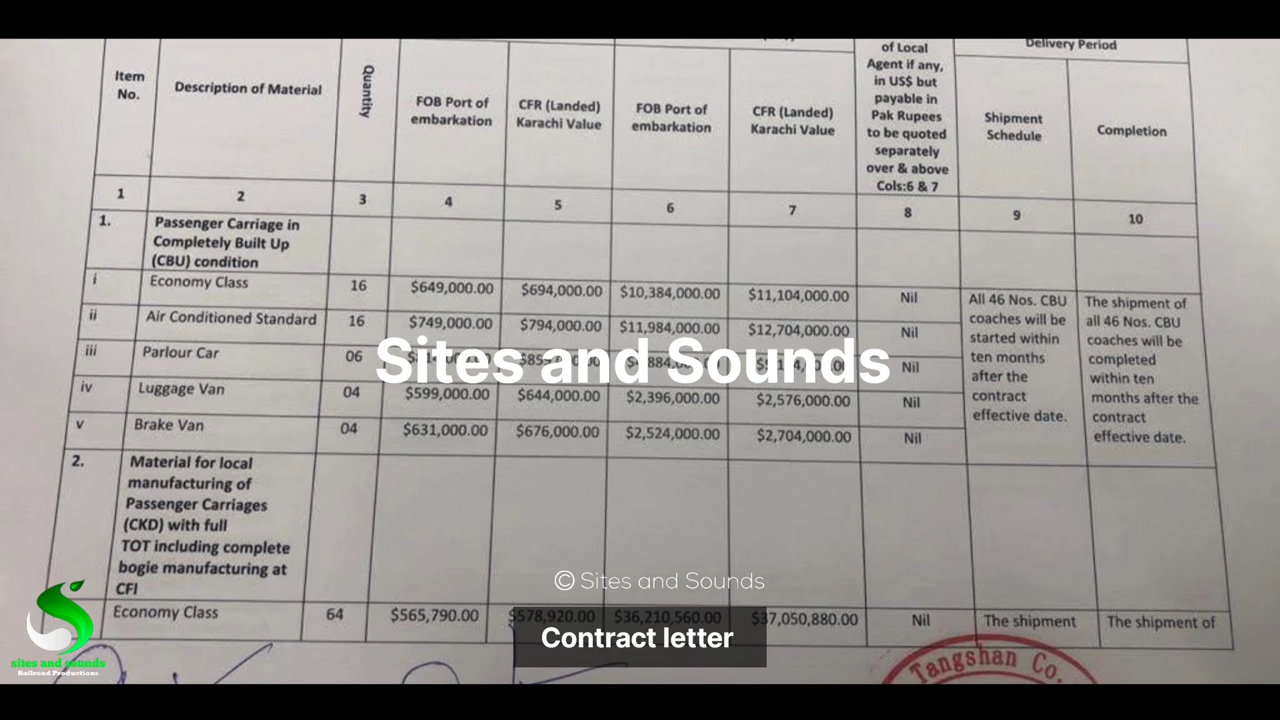 of Local
Agent if any,
in US$ but
payable in
Pak Rupees
to be quoted
separately
over & above
Cols:6 & 7
Delivery Period
Item
No.
Description of Material
Quantity
FOB Port of
embarkation
CFR (Landed)
Karachi Value
FOB Port of
embarkation
CFR (Landed)
Karachi Value
Shipment
Schedule
Completion
1 2 3 4 5 6 7 8 9 10
1. Passenger Carriage in
Completely Built Up
(CBU) condition
i Economy Class 16 $649,000.00 $694,000.00 $10,384,000.00 $11,104,000.00 Nil
ii Air Conditioned Standard 16 $749,000.00 $794,000.00 $11,984,000.00 $12,704,000.00 Nil
iii Parlour Car 06 Nil
iv Luggage Van 04 $599,000.00 $644,000.00 $2,396,000.00 $2,576,000.00 Nil
v Brake Van 04 $631,000.00 $676,000.00 $2,524,000.00 $2,704,000.00 Nil
All 46 Nos. CBU
coaches will be
started within
ten months
after the
contract
effective date.
The shipment of
all 46 Nos. CBU
coaches will be
completed
within ten
months after the
contract
effective date.
Sites and Sounds
2. Material for local
manufacturing of
Passenger Carriages
(CKD) with full
TOT including complete
bogie manufacturing at
CFI
Economy Class 64 $565,790.00 $578,920.00 $36,210,560.00 $37,050,880.00 Nil The shipment The shipment of
© Sites and Sounds
Contract letter
Tangshan Co.
sites and sounds
Railroad Productions